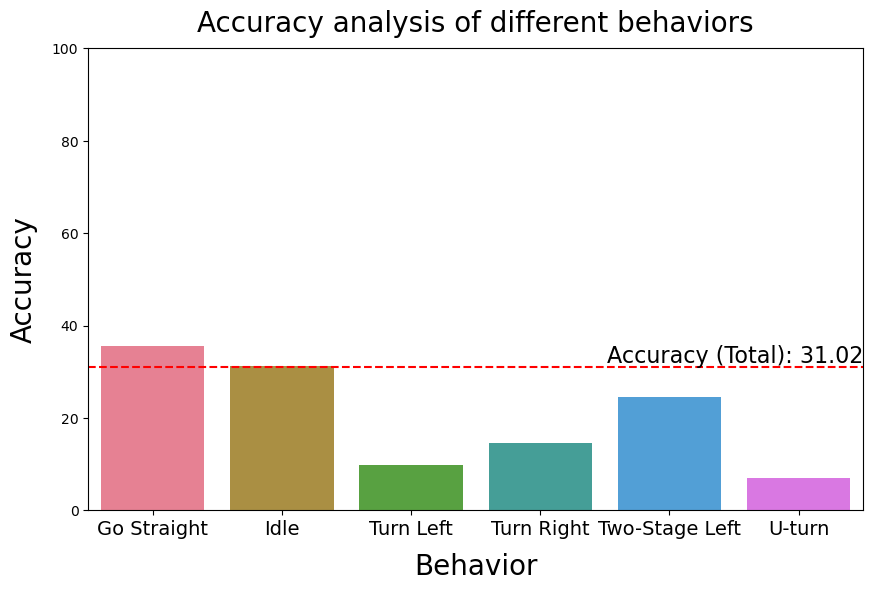 Accuracy analysis of different behaviors
100
80
60
40
20
0
Accuracy
Accuracy (Total): 31.02
Go Straight
Idle
Turn Left
Turn Right
Two-Stage Left
U-turn
Behavior